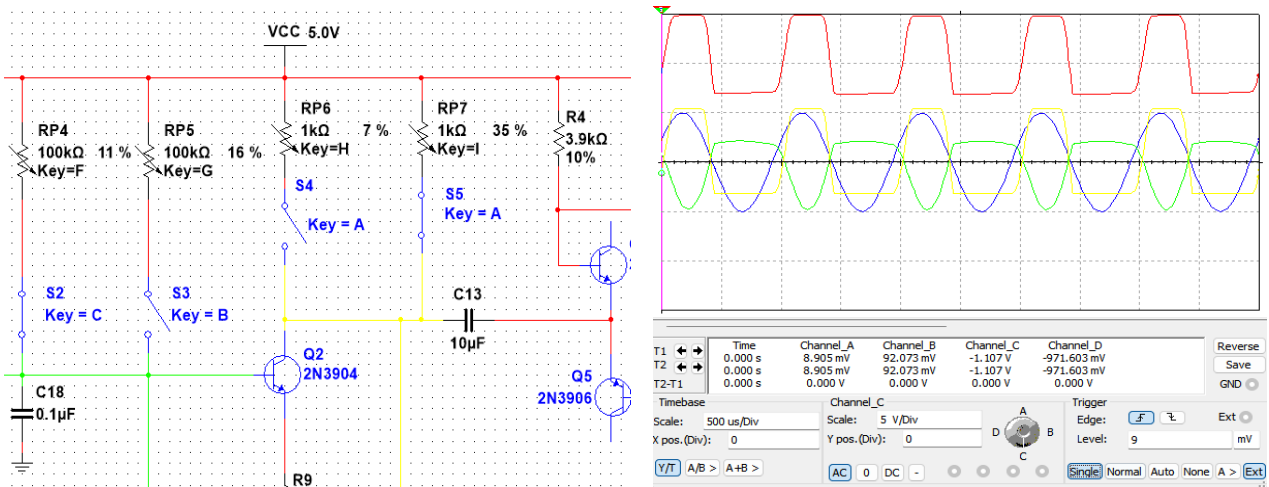 VCC 5.0V
RP4
100kΩ 11 %
Key=F
RP5
100kΩ 16 %
Key=G
RP6
1kΩ 7 %
Key=H
RP7
1kΩ 35 %
Key=I
R4
3.9kΩ
10%
S4
Key = A
S5
Key = A
S2
Key = C
S3
Key = B
C13
10µF
Q2
2N3904
Q5
2N3906
C18
0.1µF
R9
Time Channel_A Channel_B Channel_C Channel_D
T1 0.000 s 8.905 mV 92.073 mV -1.107 V -971.603 mV
T2 0.000 s 8.905 mV 92.073 mV -1.107 V -971.603 mV
T2-T1 0.000 s 0.000 V 0.000 V 0.000 V 0.000 V
Reverse
Save
GND
Timebase
Scale: 500 us/Div
X pos.(Div): 0
Y/T A/B > A+B >
Channel_C
Scale: 5 V/Div
Y pos.(Div): 0
AC 0 DC -
A
D B
C
Trigger
Edge: Ext
Level: 9 mV
Single Normal Auto None A > Ext